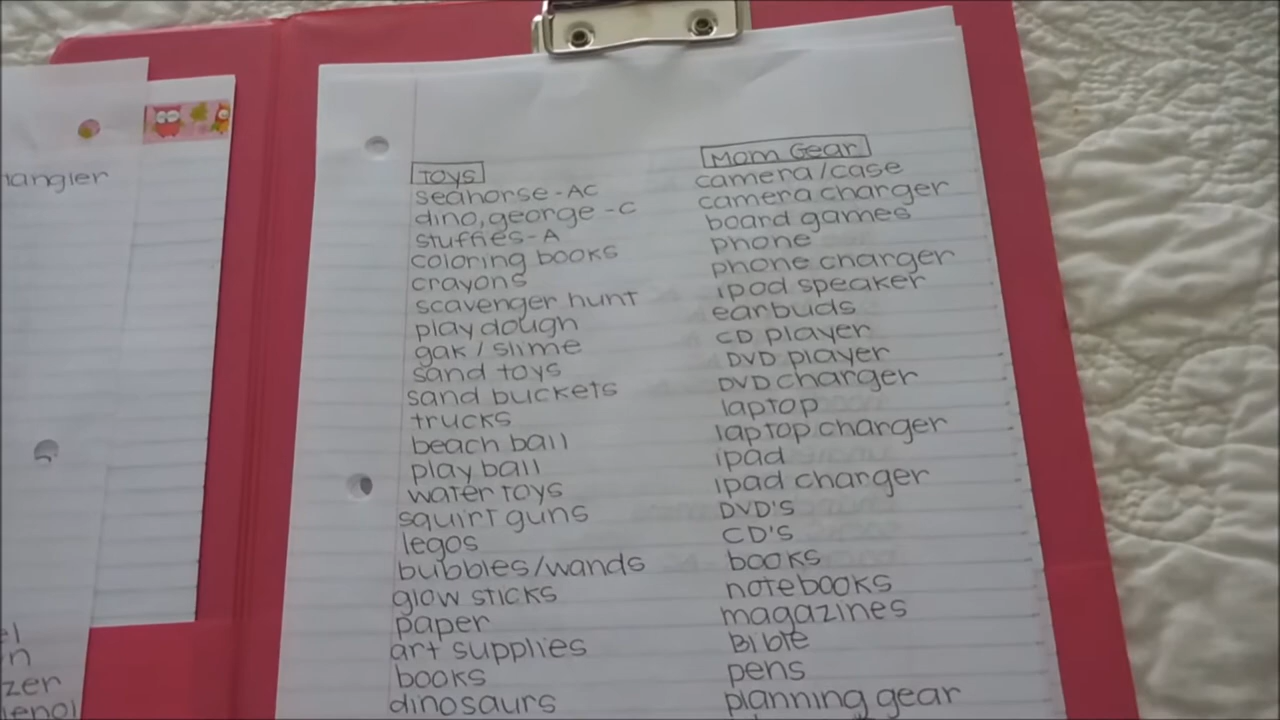 Toys
seahorse - AC
dino, george - C
stuffies - A
coloring books
crayons
scavenger hunt
play dough
gak / slime
sand toys
sand buckets
trucks
beach ball
play ball
water toys
squirt guns
legos
bubbles/wands
glow sticks
paper
art supplies
books
dinosaurs
Mom Gear
camera/case
camera charger
board games
phone
phone charger
ipod speaker
earbuds
CD player
DVD player
DVD charger
laptop
laptop charger
ipad
ipad charger
DVD'S
CD'S
books
notebooks
magazines
Bible
pens
planning gear